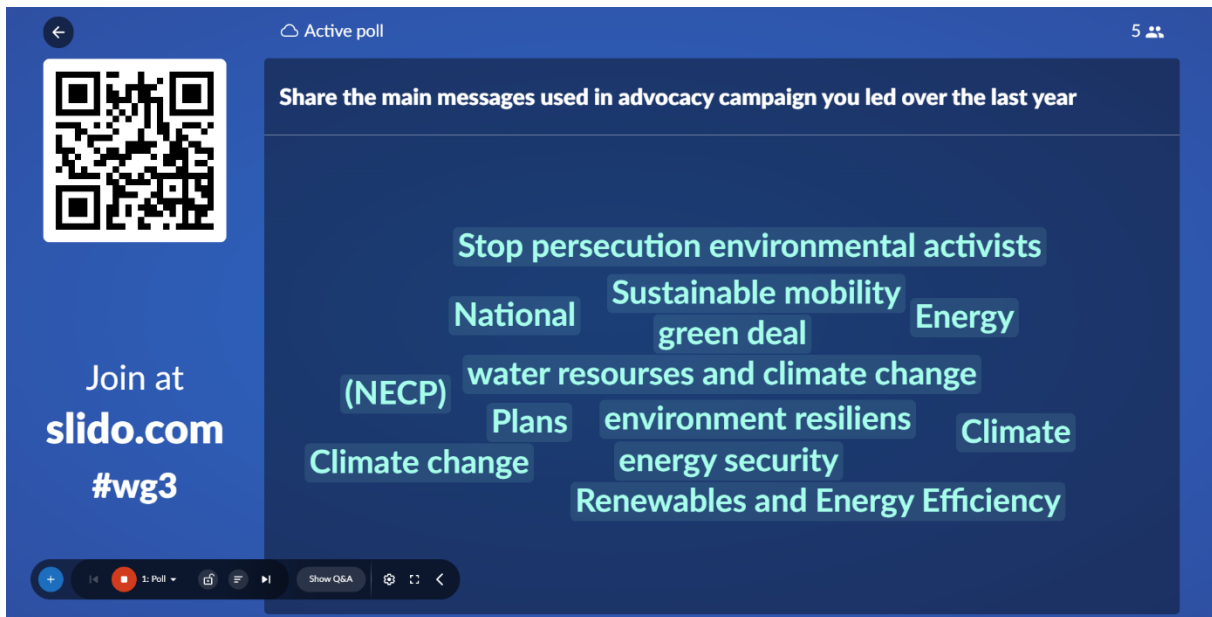 Active poll
5
Share the main messages used in advocacy campaign you led over the last year
Stop persecution environmental activists
Sustainable mobility
National
Energy
green deal
water resourses and climate change
(NECP)
Plans
environment resiliens
Climate
Climate change
energy security
Renewables and Energy Efficiency
Join at
slido.com
#wg3
1: Poll
Show Q&A